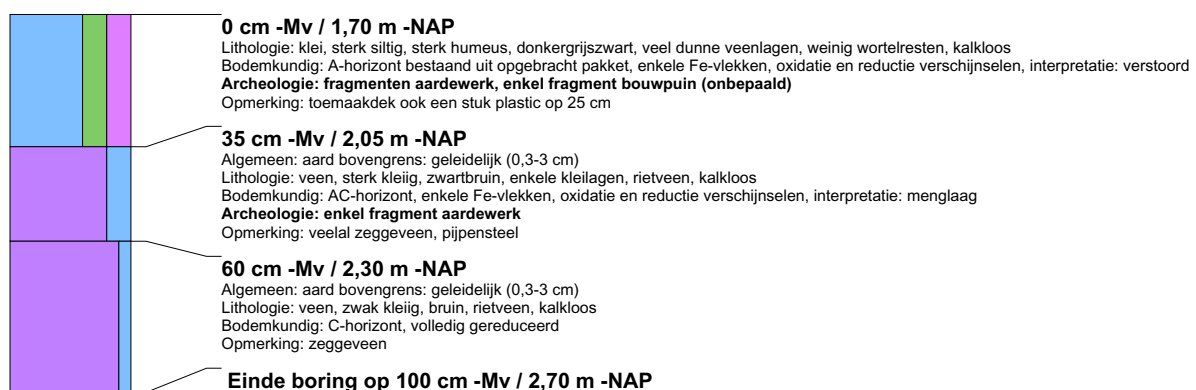 0 cm -Mv / 1,70 m -NAP
Lithologie: klei, sterk siltig, sterk humeus, donkergrijszwart, veel dunne veenlagen, weinig wortelresten, kalkloos
Bodemkundig: A-horizont bestaand uit opgebracht pakket, enkele Fe-vlekken, oxidatie en reductie verschijnselen, interpretatie: verstoord
Archeologie: fragmenten aardewerk, enkel fragment bouwpuin (onbepaald)
Opmerking: toemaakdek ook een stuk plastic op 25 cm
35 cm -Mv / 2,05 m -NAP
Algemeen: aard bovengrens: geleidelijk (0,3-3 cm)
Lithologie: veen, sterk kleiig, zwartbruin, enkele kleilagen, rietveen, kalkloos
Bodemkundig: AC-horizont, enkele Fe-vlekken, oxidatie en reductie verschijnselen, interpretatie: menglaag
Archeologie: enkel fragment aardewerk
Opmerking: veelal zeggeveen, pijpensteel
60 cm -Mv / 2,30 m -NAP
Algemeen: aard bovengrens: geleidelijk (0,3-3 cm)
Lithologie: veen, zwak kleiig, bruin, rietveen, kalkloos
Bodemkundig: C-horizont, volledig gereduceerd
Opmerking: zeggeveen
Einde boring op 100 cm -Mv / 2,70 m -NAP